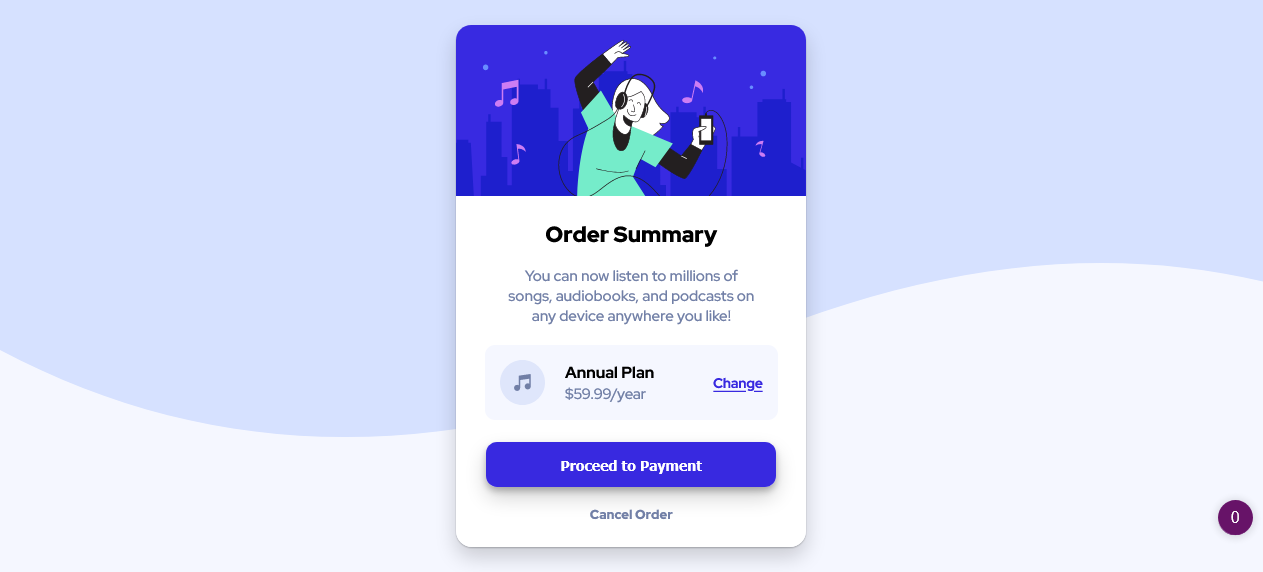 Order Summary
You can now listen to millions of
songs, audiobooks, and podcasts on
any device anywhere you like!
Annual Plan
$59.99/year
Change
Proceed to Payment
Cancel Order
0